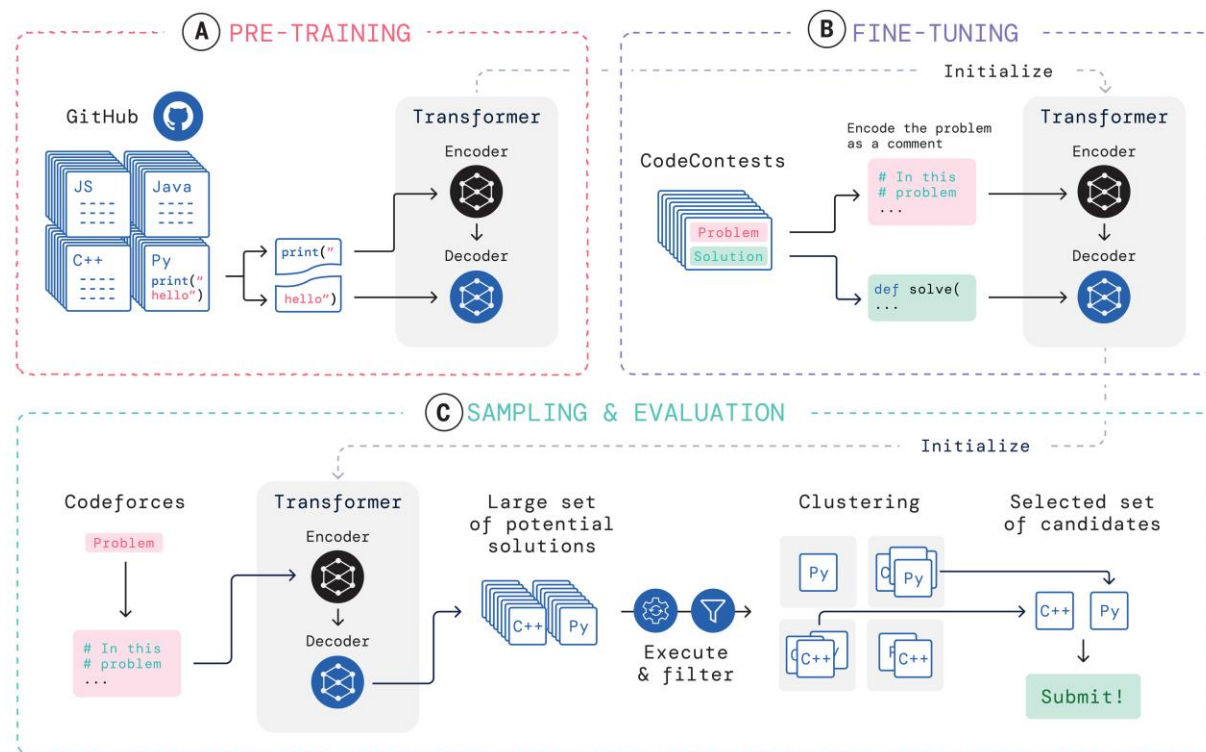 A PRE-TRAINING
GitHub
JS
Java
C++
Py
print("
hello")
print("
hello")
Transformer
Encoder
Decoder
B FINE-TUNING
Initialize
CodeContests
Problem
Solution
Encode the problem
as a comment
# In this
# problem
...
def solve(
...
Transformer
Encoder
Decoder
C SAMPLING & EVALUATION
Initialize
Codeforces
Problem
# In this
# problem
...
Transformer
Encoder
Decoder
Large set
of potential
solutions
C++
Py
Execute
& filter
Clustering
Py
C
Py
C++
C++
Selected set
of candidates
C++
Py
Submit!